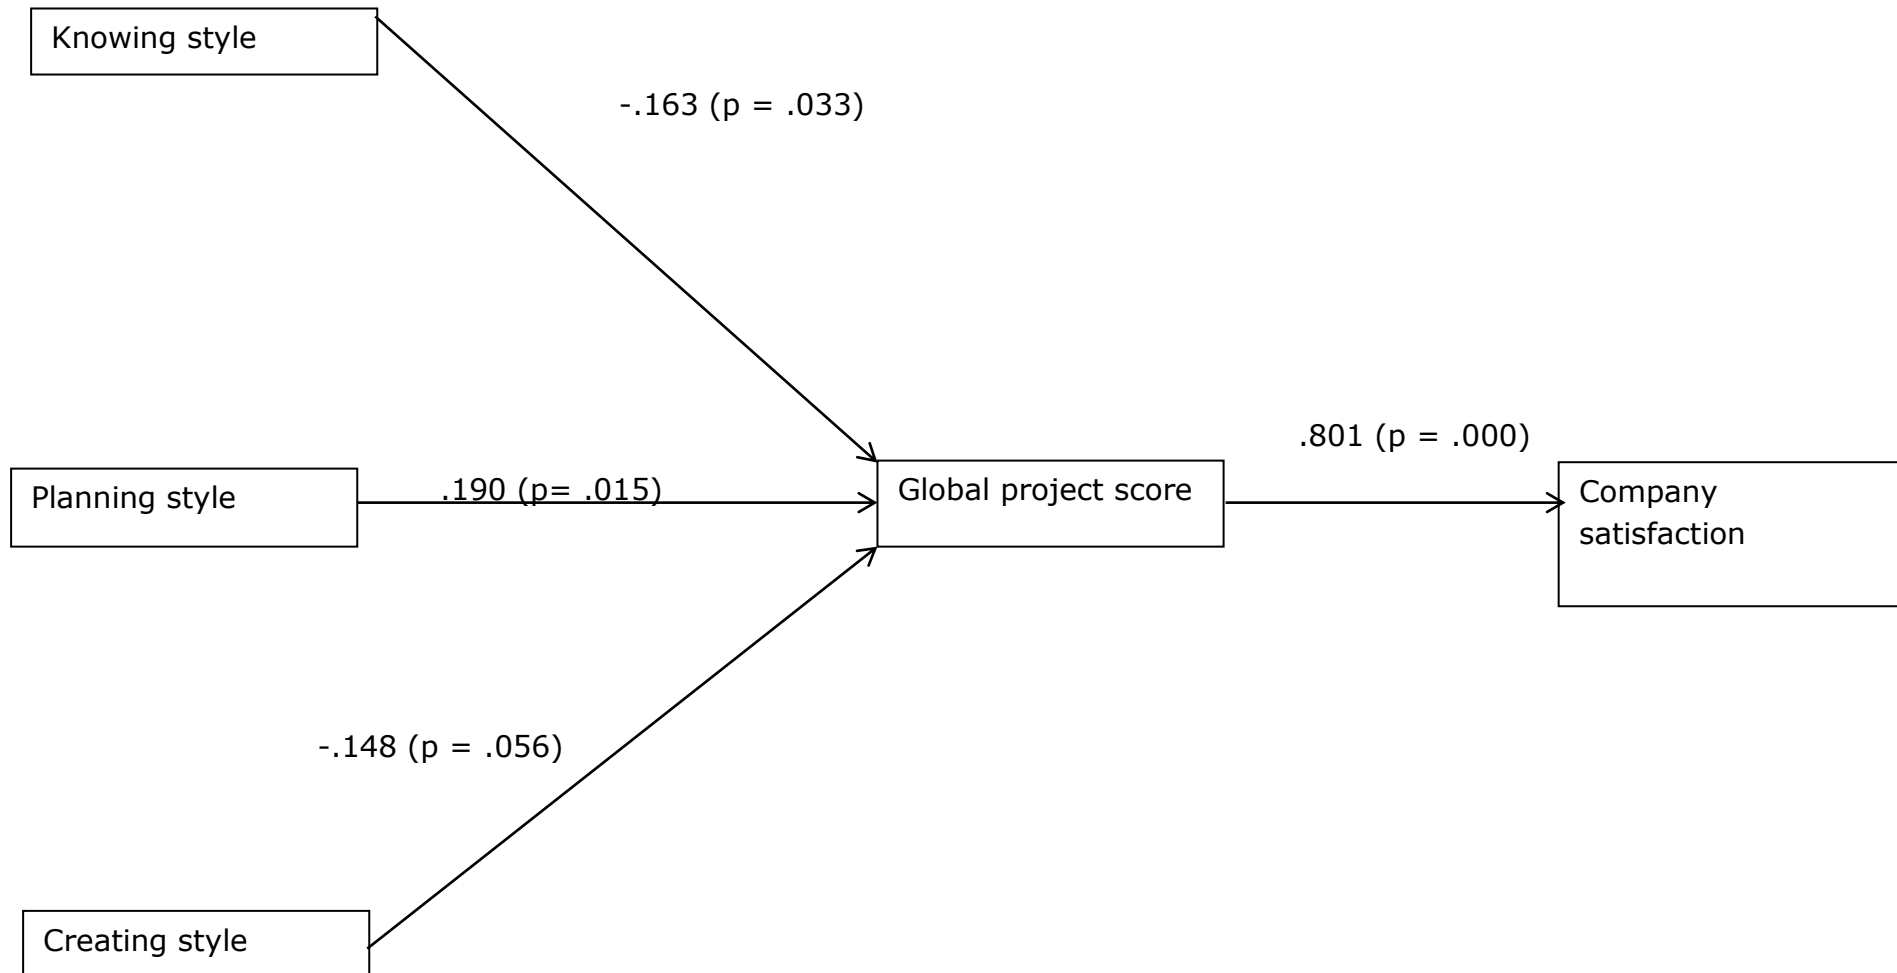 Knowing style
-.163 (p = .033)
.801 (p = .000)
Planning style
.190 (p= .015)
Global project score
Company
satisfaction
-.148 (p = .056)
Creating style